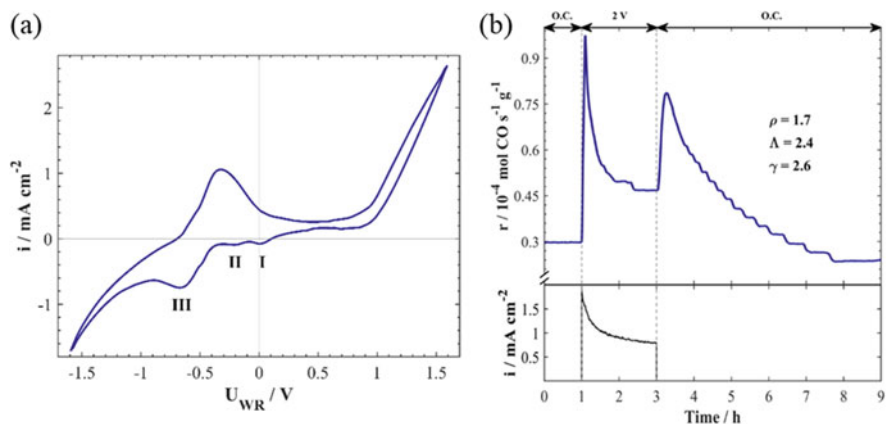 (a)
2
1
0
-1
i / mA cm⁻²
I
II
III
-1.5
-1
-0.5
0
0.5
1
1.5
U_WR / V
(b)
O.C.
2 V
O.C.
0.9
0.75
0.6
0.45
0.3
r / 10⁻⁴ mol CO s⁻¹ g⁻¹
ρ = 1.7
Λ = 2.4
γ = 2.6
1.5
1
0.5
i / mA cm⁻²
0
1
2
3
4
5
6
7
8
9
Time / h